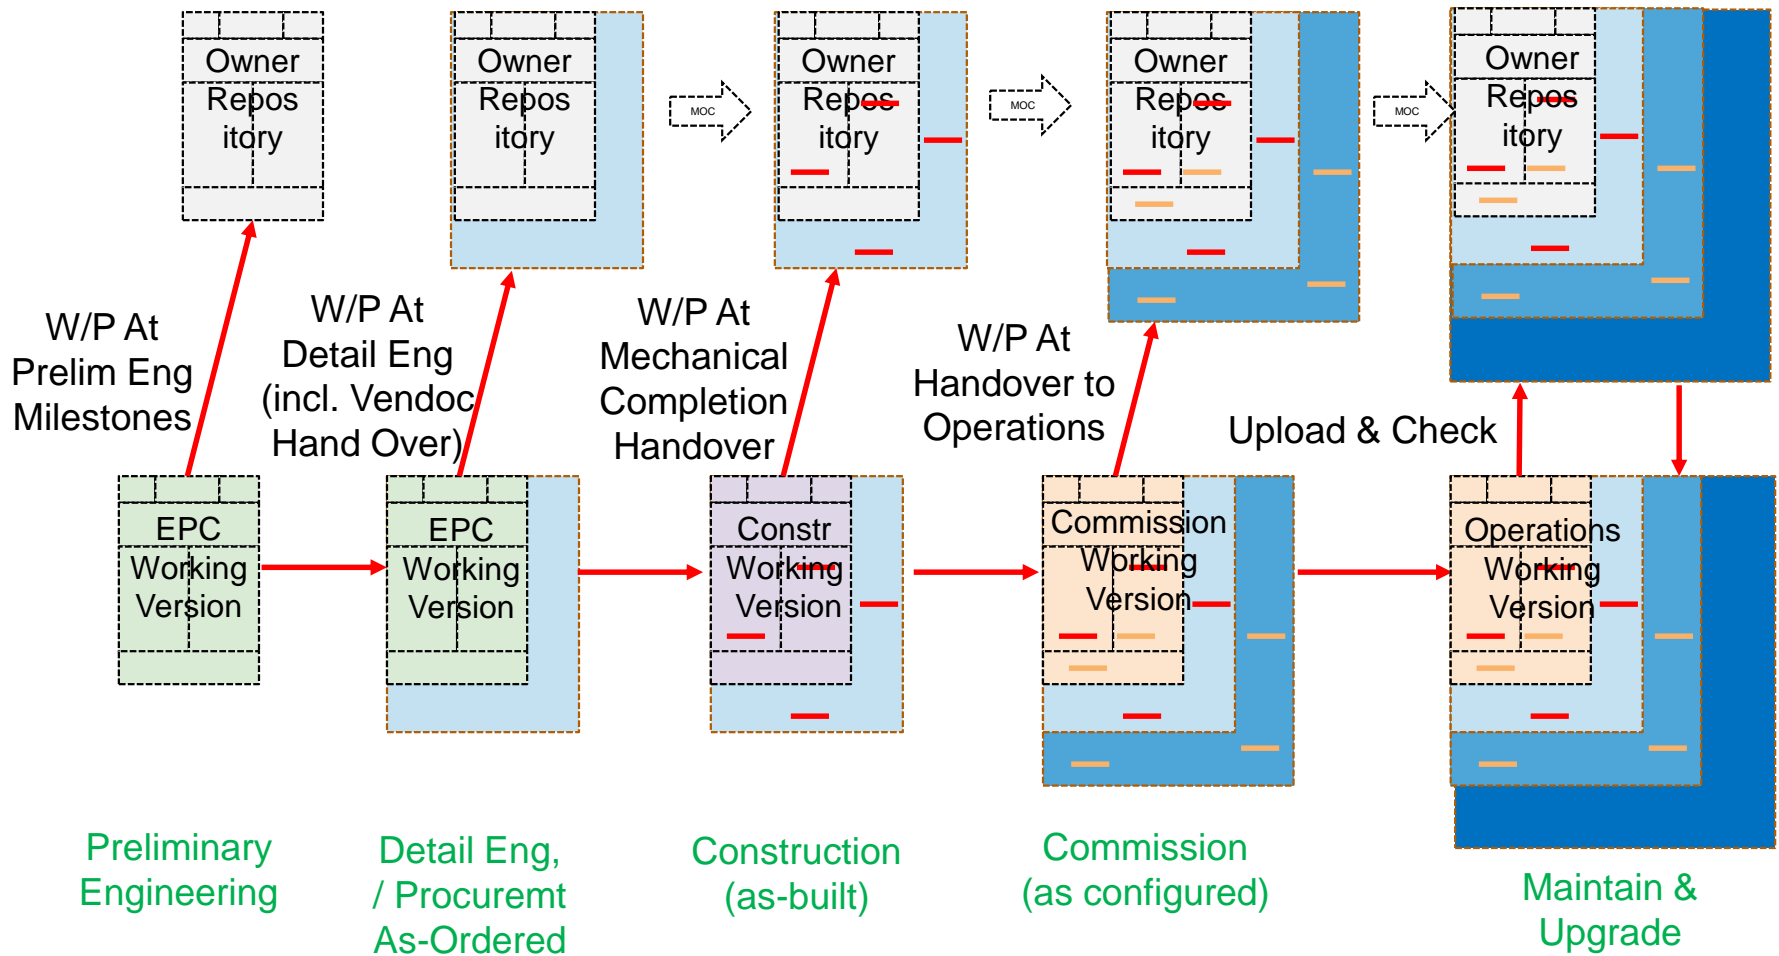 Owner
Repos
itory
Owner
Repos
itory
MOC
Owner
Repos
itory
MOC
Owner
Repos
itory
MOC
Owner
Repos
itory
W/P At
Prelim Eng
Milestones
W/P At
Detail Eng
(incl. Vendoc
Hand Over)
W/P At
Mechanical
Completion
Handover
W/P At
Handover to
Operations
Upload & Check
EPC
Working
Version
EPC
Working
Version
Constr
Working
Version
Commission
Working
Version
Operations
Working
Version
Preliminary
Engineering
Detail Eng,
/ Procuremt
As-Ordered
Construction
(as-built)
Commission
(as configured)
Maintain &
Upgrade